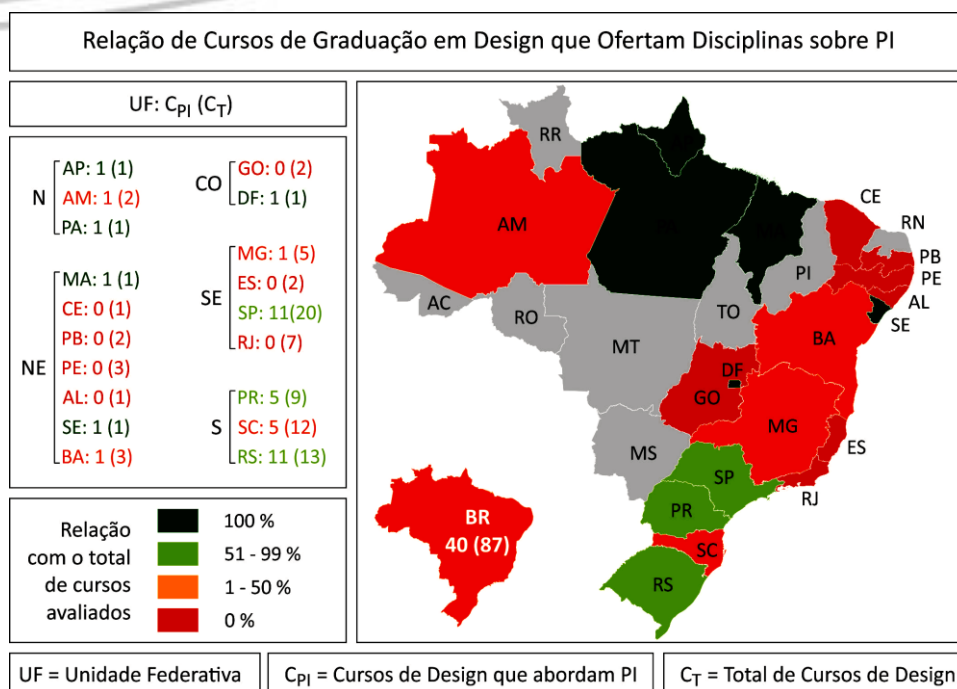 Relação de Cursos de Graduação em Design que Ofertam Disciplinas sobre PI
UF: CPI (CT)
N
AP: 1 (1)
AM: 1 (2)
PA: 1 (1)
NE
MA: 1 (1)
CE: 0 (1)
PB: 0 (2)
PE: 0 (3)
AL: 0 (1)
SE: 1 (1)
BA: 1 (3)
CO
GO: 0 (2)
DF: 1 (1)
SE
MG: 1 (5)
ES: 0 (2)
SP: 11(20)
RJ: 0 (7)
S
PR: 5 (9)
SC: 5 (12)
RS: 11 (13)
Relação
com o total
de cursos
avaliados
100 %
51 - 99 %
1 - 50 %
0 %
BR
40 (87)
RR
AP
AM
PA
MA
CE
RN
PB
PE
AL
SE
PI
AC
RO
TO
BA
MT
DF
GO
MG
ES
MS
SP
RJ
PR
SC
RS
UF = Unidade Federativa
CPI = Cursos de Design que abordam PI
CT = Total de Cursos de Design